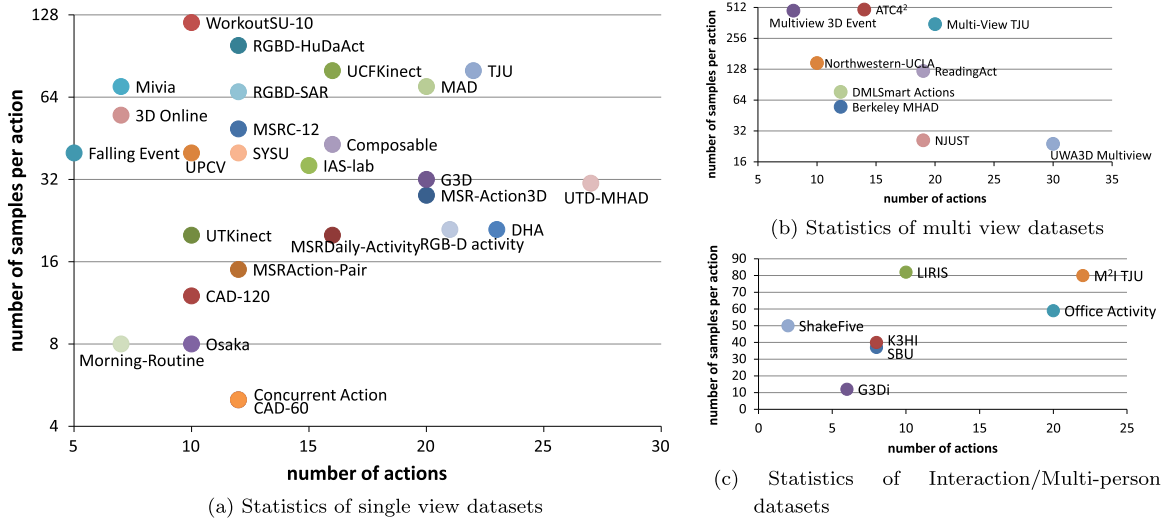 128
64
32
16
8
4
5
10
15
20
25
30
number of samples per action
number of actions
WorkoutSU-10
RGBD-HuDaAct
UCFKinect
TJU
Mivia
RGBD-SAR
MAD
3D Online
MSRC-12
Composable
Falling Event
UPCV
SYSU
IAS-lab
G3D
MSR-Action3D
UTD-MHAD
UTKinect
MSRDaily-Activity
RGB-D activity
DHA
MSRAction-Pair
CAD-120
Morning-Routine
Osaka
Concurrent Action
CAD-60
(a) Statistics of single view datasets
512
256
128
64
32
16
5
10
15
20
25
30
35
number of samples per action
number of actions
Multiview 3D Event
ATC4²
Multi-View TJU
Northwestern-UCLA
ReadingAct
DMLSmart Actions
Berkeley MHAD
NJUST
UWA3D Multiview
(b) Statistics of multi view datasets
90
80
70
60
50
40
30
20
10
0
0
5
10
15
20
25
number of samples per action
number of actions
LIRIS
M²I TJU
Office Activity
ShakeFive
K3HI
SBU
G3Di
(c) Statistics of Interaction/Multi-person
datasets